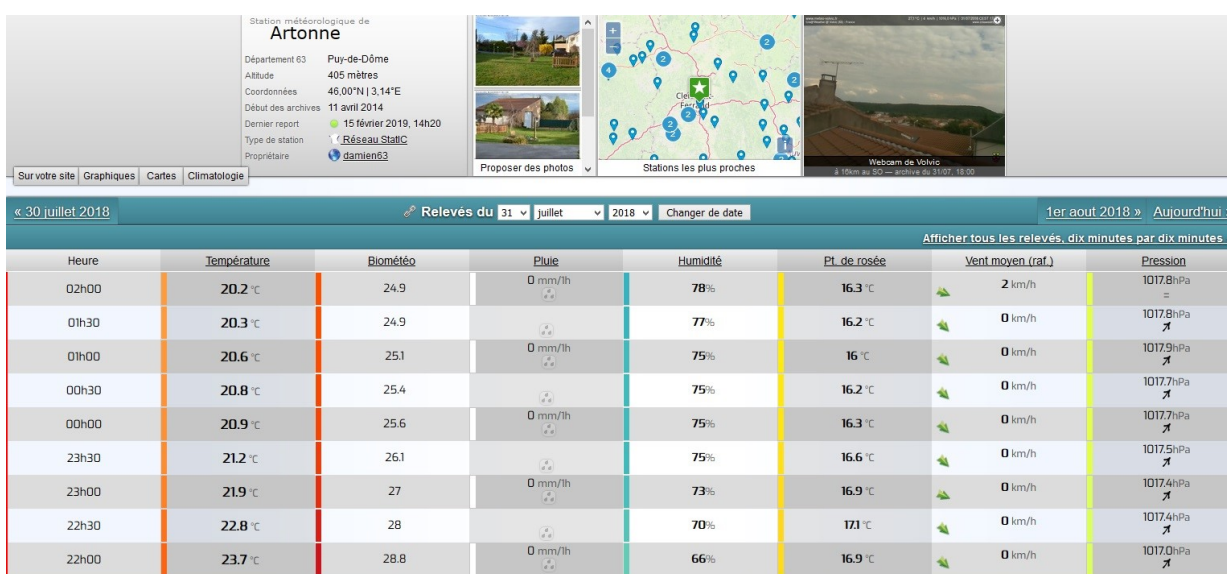 Station météorologique de
Artonne
Département 63 Puy-de-Dôme
Altitude 405 mètres
Coordonnées 46,00°N | 3,14°E
Début des archives 11 avril 2014
Dernier report 15 février 2019, 14h20
Type de station Réseau StatIC
Propriétaire damien63
Proposer des photos
+
2
2
4
2
2
2
2
Stations les plus proches
Webcam de Volvic
à 16km au SO — archive du 31/07, 18:00
Sur votre site Graphiques Cartes Climatologie
« 30 juillet 2018 Relevés du 31 juillet 2018 Changer de date 1er aout 2018 » Aujourd'hui
Afficher tous les relevés, dix minutes par dix minutes
Heure Température Biométéo Pluie Humidité Pt. de rosée Vent moyen (raf.) Pression
02h00 20.2 °C 24.9 0 mm/1h 78% 16.3 °C 2 km/h 1017.8hPa
=
01h30 20.3 °C 24.9 77% 16.2 °C 0 km/h 1017.8hPa
01h00 20.6 °C 25.1 0 mm/1h 75% 16 °C 0 km/h 1017.9hPa
00h30 20.8 °C 25.4 75% 16.2 °C 0 km/h 1017.7hPa
00h00 20.9 °C 25.6 0 mm/1h 75% 16.3 °C 0 km/h 1017.7hPa
23h30 21.2 °C 26.1 75% 16.6 °C 0 km/h 1017.5hPa
23h00 21.9 °C 27 0 mm/1h 73% 16.9 °C 0 km/h 1017.4hPa
22h30 22.8 °C 28 70% 17.1 °C 0 km/h 1017.4hPa
22h00 23.7 °C 28.8 0 mm/1h 66% 16.9 °C 0 km/h 1017.0hPa